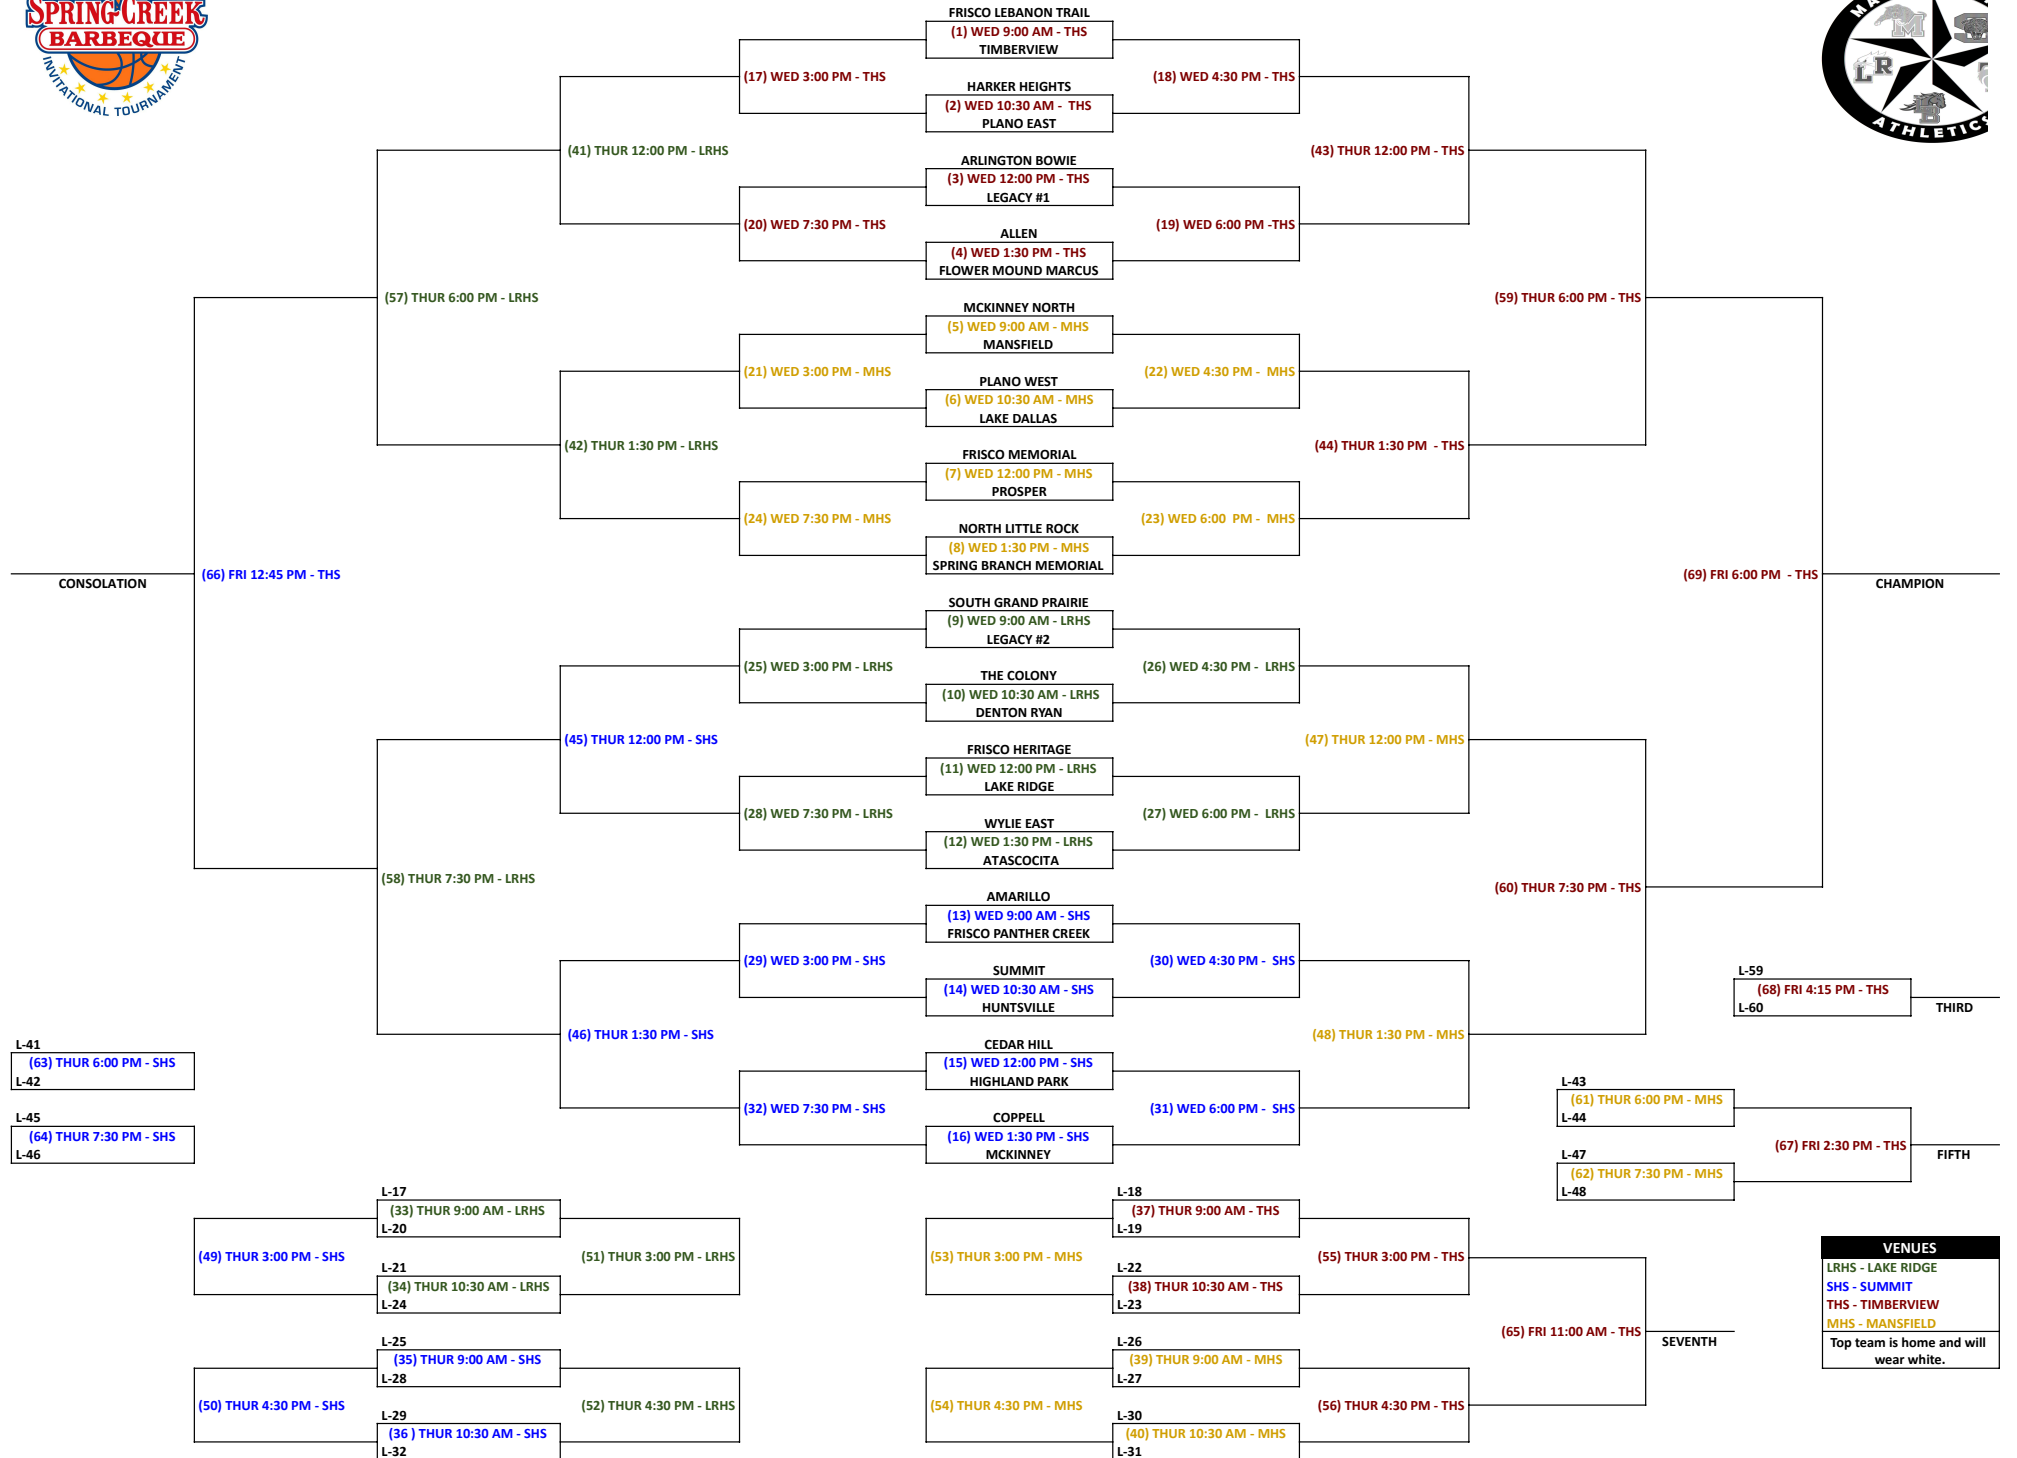 SPRING CREEK
BARBEQUE
INVITATIONAL TOURNAMENT
ATHLETICS
M
LR
FRISCO LEBANON TRAIL
(1) WED 9:00 AM - THS
TIMBERVIEW
(17) WED 3:00 PM - THS
(18) WED 4:30 PM - THS
HARKER HEIGHTS
(2) WED 10:30 AM - THS
PLANO EAST
(41) THUR 12:00 PM - LRHS
(43) THUR 12:00 PM - THS
ARLINGTON BOWIE
(3) WED 12:00 PM - THS
LEGACY #1
(20) WED 7:30 PM - THS
(19) WED 6:00 PM -THS
ALLEN
(4) WED 1:30 PM - THS
FLOWER MOUND MARCUS
(57) THUR 6:00 PM - LRHS
(59) THUR 6:00 PM - THS
MCKINNEY NORTH
(5) WED 9:00 AM - MHS
MANSFIELD
(21) WED 3:00 PM - MHS
(22) WED 4:30 PM - MHS
PLANO WEST
(6) WED 10:30 AM - MHS
LAKE DALLAS
(42) THUR 1:30 PM - LRHS
(44) THUR 1:30 PM - THS
FRISCO MEMORIAL
(7) WED 12:00 PM - MHS
PROSPER
(24) WED 7:30 PM - MHS
(23) WED 6:00 PM - MHS
NORTH LITTLE ROCK
(8) WED 1:30 PM - MHS
SPRING BRANCH MEMORIAL
CONSOLATION
(66) FRI 12:45 PM - THS
(69) FRI 6:00 PM - THS
CHAMPION
SOUTH GRAND PRAIRIE
(9) WED 9:00 AM - LRHS
LEGACY #2
(25) WED 3:00 PM - LRHS
(26) WED 4:30 PM - LRHS
THE COLONY
(10) WED 10:30 AM - LRHS
DENTON RYAN
(45) THUR 12:00 PM - SHS
(47) THUR 12:00 PM - MHS
FRISCO HERITAGE
(11) WED 12:00 PM - LRHS
LAKE RIDGE
(28) WED 7:30 PM - LRHS
(27) WED 6:00 PM - LRHS
WYLIE EAST
(12) WED 1:30 PM - LRHS
ATASCOCITA
(58) THUR 7:30 PM - LRHS
(60) THUR 7:30 PM - THS
AMARILLO
(13) WED 9:00 AM - SHS
FRISCO PANTHER CREEK
(29) WED 3:00 PM - SHS
(30) WED 4:30 PM - SHS
SUMMIT
(14) WED 10:30 AM - SHS
HUNTSVILLE
L-59
(68) FRI 4:15 PM - THS
L-60
THIRD
(46) THUR 1:30 PM - SHS
(48) THUR 1:30 PM - MHS
CEDAR HILL
(15) WED 12:00 PM - SHS
HIGHLAND PARK
L-41
(63) THUR 6:00 PM - SHS
L-42
(32) WED 7:30 PM - SHS
(31) WED 6:00 PM - SHS
L-43
(61) THUR 6:00 PM - MHS
L-44
COPPELL
(16) WED 1:30 PM - SHS
MCKINNEY
L-45
(64) THUR 7:30 PM - SHS
L-46
(67) FRI 2:30 PM - THS
FIFTH
L-47
(62) THUR 7:30 PM - MHS
L-48
L-17
(33) THUR 9:00 AM - LRHS
L-20
L-18
(37) THUR 9:00 AM - THS
L-19
(49) THUR 3:00 PM - SHS
(51) THUR 3:00 PM - LRHS
(53) THUR 3:00 PM - MHS
(55) THUR 3:00 PM - THS
L-21
(34) THUR 10:30 AM - LRHS
L-24
L-22
(38) THUR 10:30 AM - THS
L-23
(65) FRI 11:00 AM - THS
SEVENTH
L-25
(35) THUR 9:00 AM - SHS
L-28
L-26
(39) THUR 9:00 AM - MHS
L-27
(50) THUR 4:30 PM - SHS
(52) THUR 4:30 PM - LRHS
(54) THUR 4:30 PM - MHS
(56) THUR 4:30 PM - THS
L-29
(36 ) THUR 10:30 AM - SHS
L-32
L-30
(40) THUR 10:30 AM - MHS
L-31
VENUES
LRHS - LAKE RIDGE
SHS - SUMMIT
THS - TIMBERVIEW
MHS - MANSFIELD
Top team is home and will
wear white.